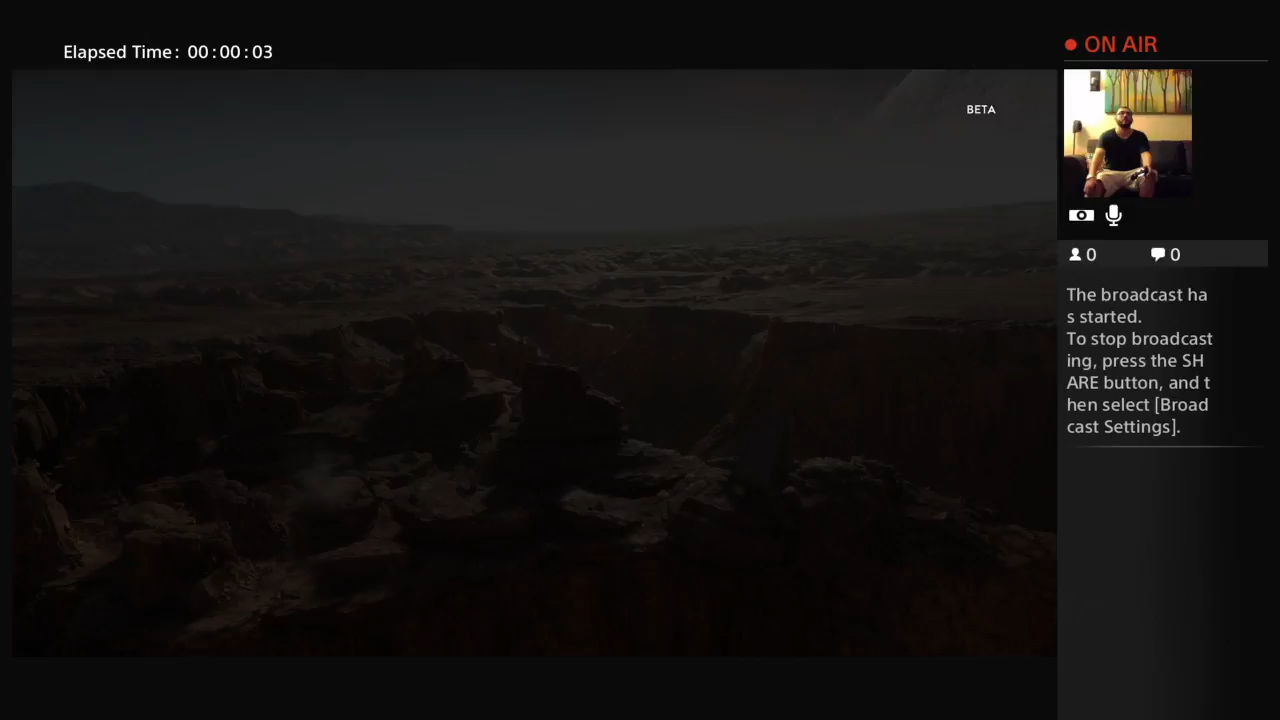 Elapsed Time: 00:00:03
ON AIR
BETA
0 0
The broadcast ha
s started.
To stop broadcast
ing, press the SH
ARE button, and t
hen select [Broad
cast Settings].